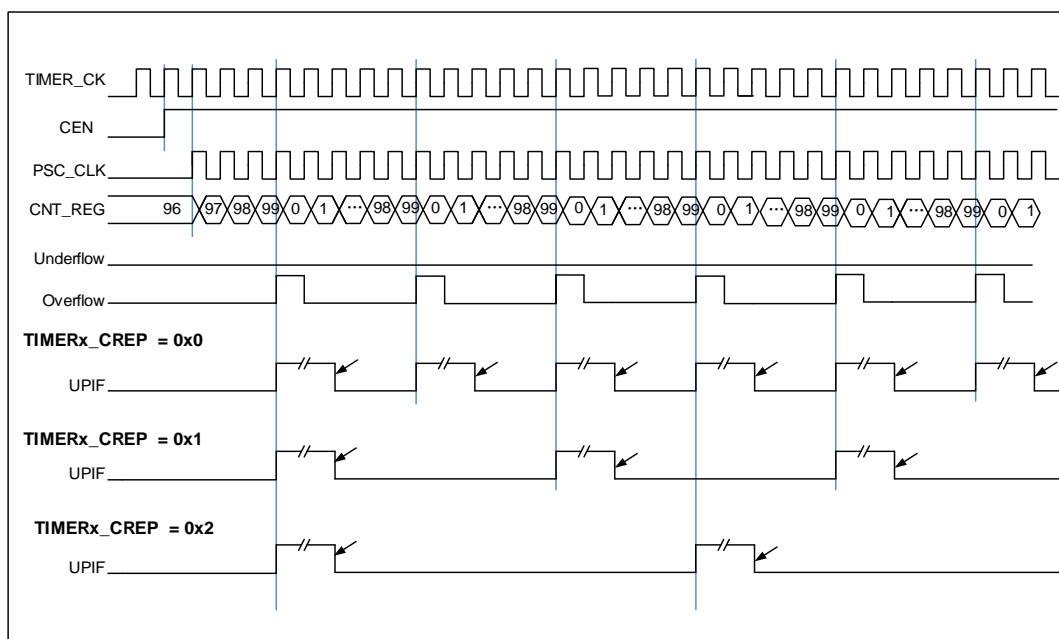 TIMER_CK
CEN
PSC_CLK
CNT_REG 96 97 98 99 0 1 ... 98 99 0 1 ... 98 99 0 1 ... 98 99 0 1 ... 98 99 0 1 ... 98 99 0 1
Underflow
Overflow
TIMERx_CREP = 0x0
UPIF
TIMERx_CREP = 0x1
UPIF
TIMERx_CREP = 0x2
UPIF